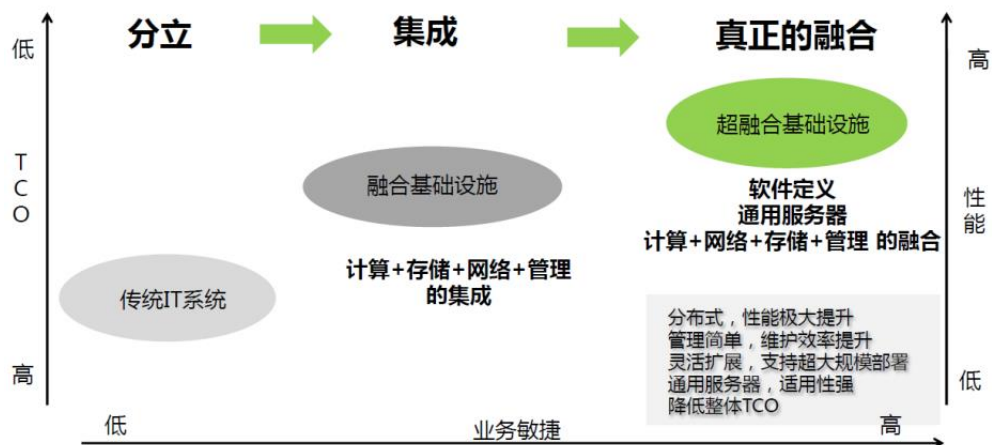 分立
集成
真正的融合
低
高
超融合基础设施
融合基础设施
TCO
性能
软件定义
通用服务器
计算+网络+存储+管理 的融合
计算+存储+网络+管理
的集成
传统IT系统
分布式，性能极大提升
管理简单，维护效率提升
灵活扩展，支持超大规模部署
通用服务器，适用性强
降低整体TCO
高
低
低
业务敏捷
高